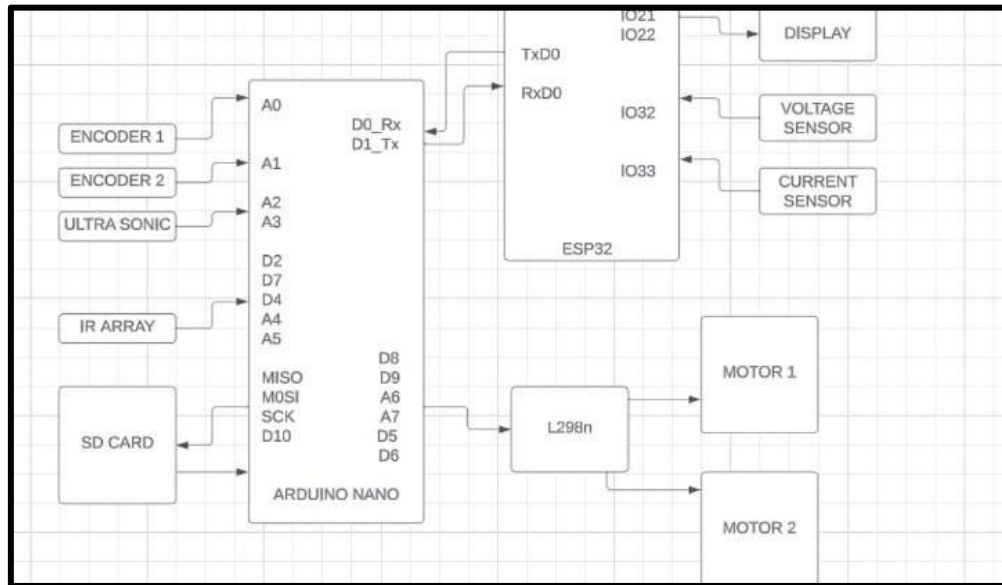 IO21
IO22
DISPLAY
TxD0
RxD0
A0
D0_Rx
D1_Tx
IO32
VOLTAGE
SENSOR
ENCODER 1
A1
IO33
ENCODER 2
CURRENT
SENSOR
A2
A3
ULTRA SONIC
ESP32
D2
D7
D4
A4
A5
IR ARRAY
D8
D9
A6
A7
D5
D6
MISO
M0SI
SCK
D10
SD CARD
ARDUINO NANO
L298n
MOTOR 1
MOTOR 2